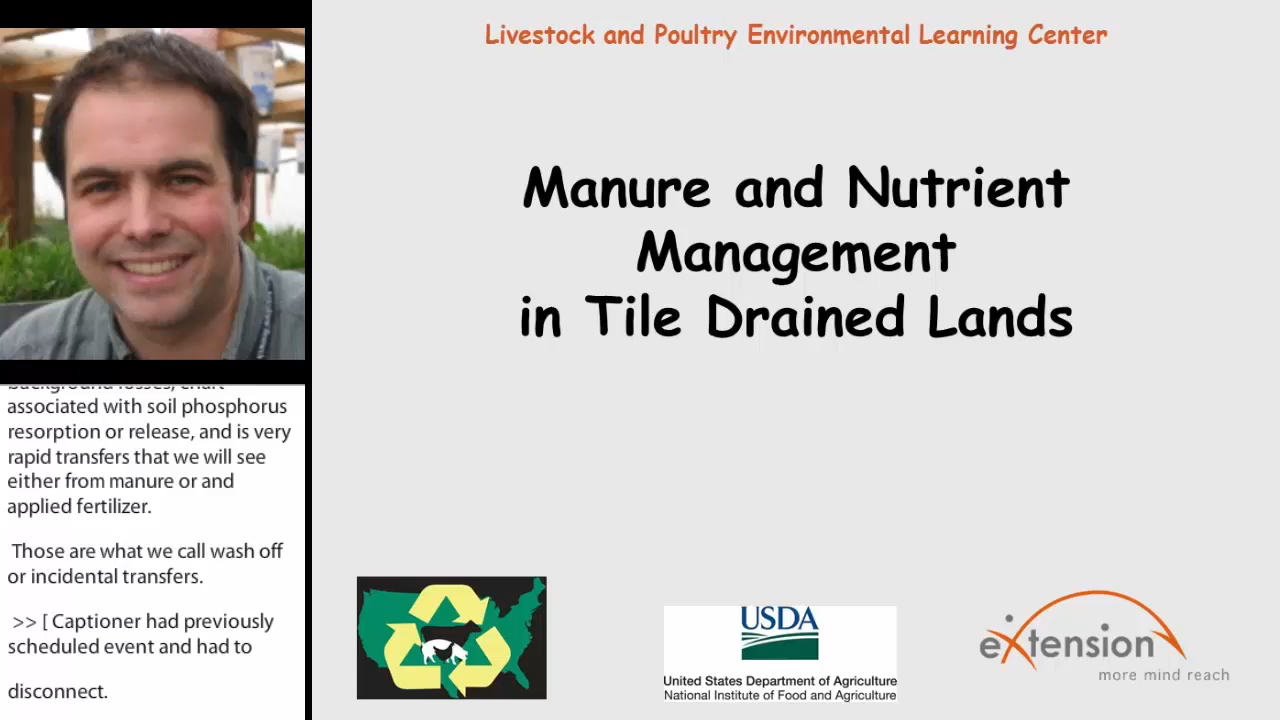 Livestock and Poultry Environmental Learning Center
Manure and Nutrient
Management
in Tile Drained Lands
background losses, chart
associated with soil phosphorus
resorption or release, and is very
rapid transfers that we will see
either from manure or and
applied fertilizer.
Those are what we call wash off
or incidental transfers.
>> [ Captioner had previously
scheduled event and had to
disconnect.
USDA
United States Department of Agriculture
National Institute of Food and Agriculture
eXtension
more mind reach